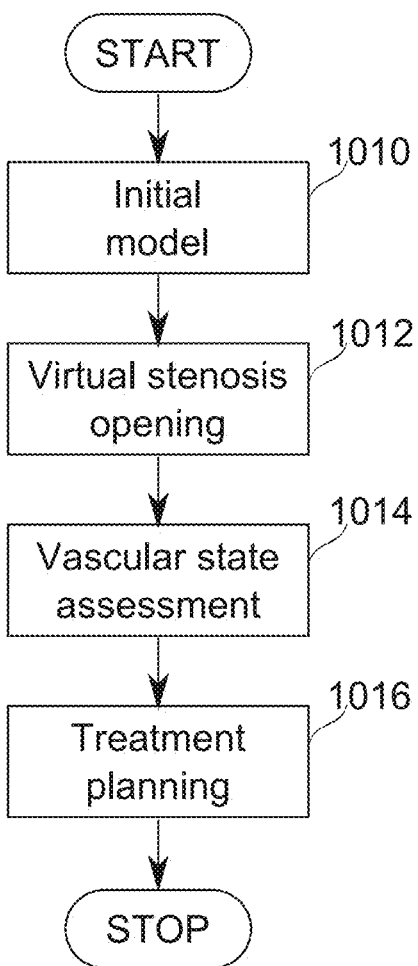 START
1010
Initial
model
1012
Virtual stenosis
opening
1014
Vascular state
assessment
1016
Treatment
planning
STOP